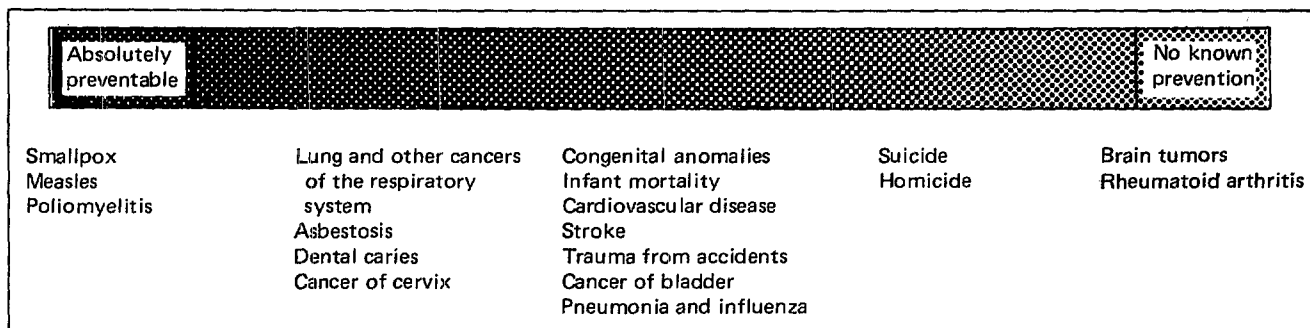 Absolutely
preventable
No known
prevention
Smallpox
Measles
Poliomyelitis
Lung and other cancers
of the respiratory
system
Asbestosis
Dental caries
Cancer of cervix
Congenital anomalies
Infant mortality
Cardiovascular disease
Stroke
Trauma from accidents
Cancer of bladder
Pneumonia and influenza
Suicide
Homicide
Brain tumors
Rheumatoid arthritis